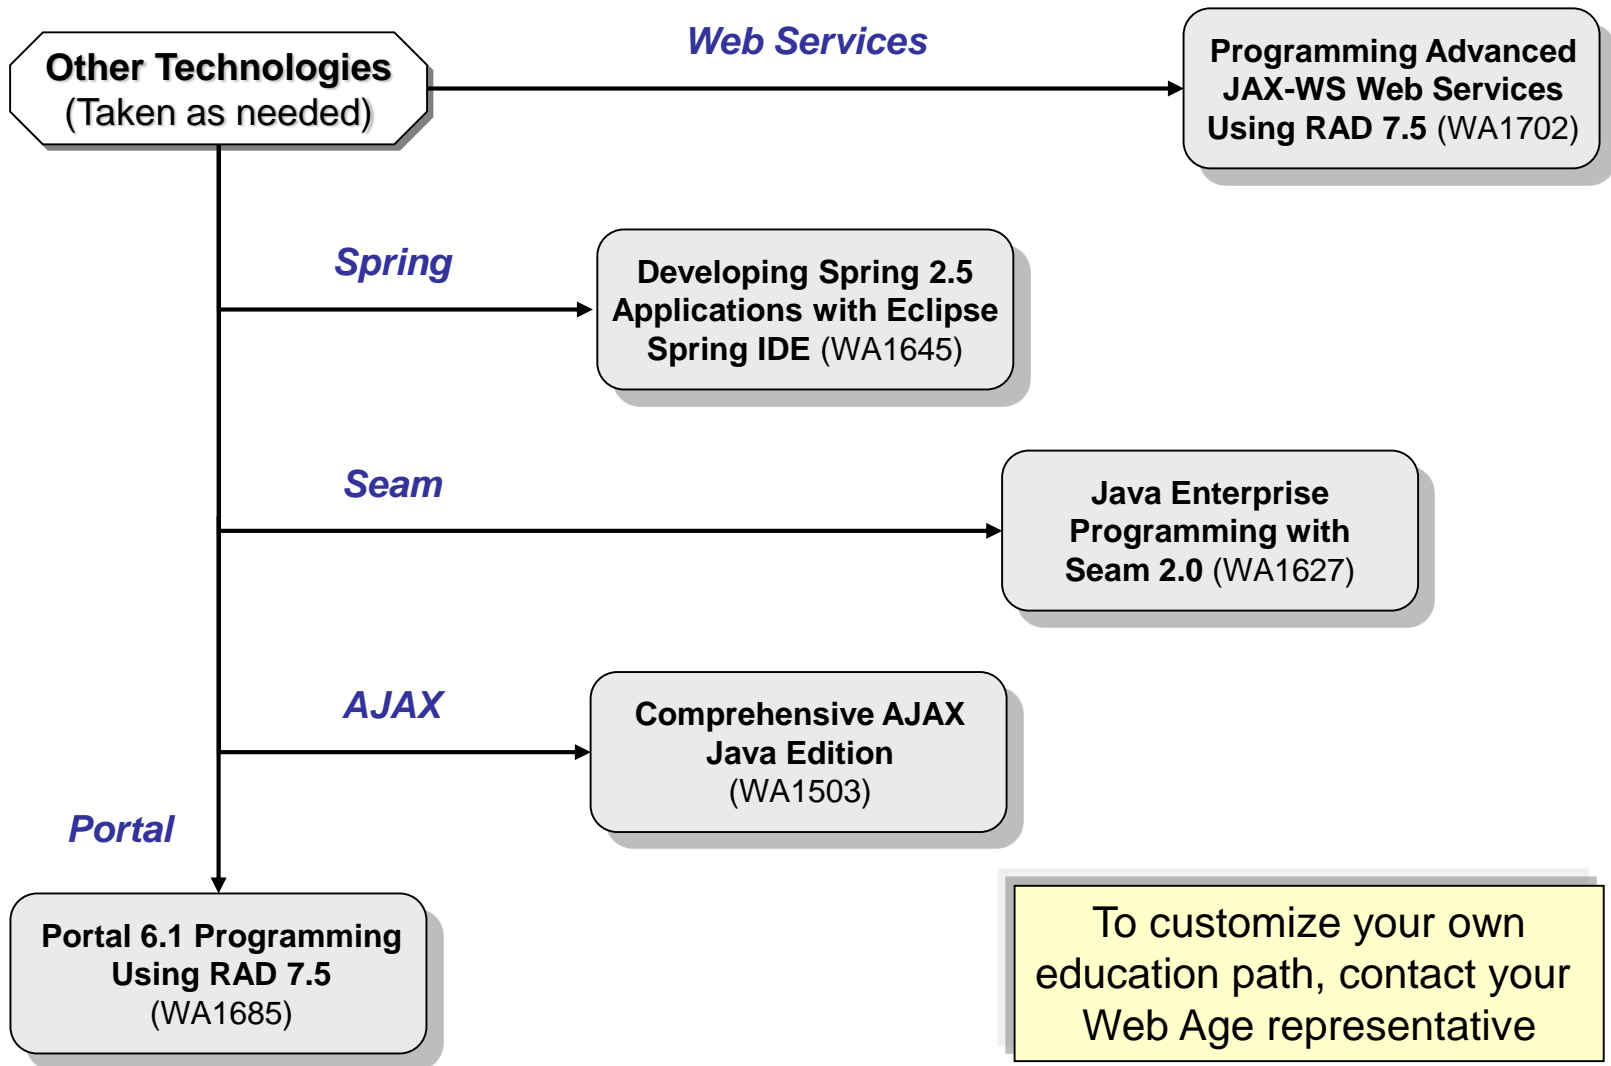 Other Technologies
(Taken as needed)
Web Services
Programming Advanced
JAX-WS Web Services
Using RAD 7.5 (WA1702)
Spring
Developing Spring 2.5
Applications with Eclipse
Spring IDE (WA1645)
Seam
Java Enterprise
Programming with
Seam 2.0 (WA1627)
AJAX
Comprehensive AJAX
Java Edition
(WA1503)
Portal
Portal 6.1 Programming
Using RAD 7.5
(WA1685)
To customize your own
education path, contact your
Web Age representative